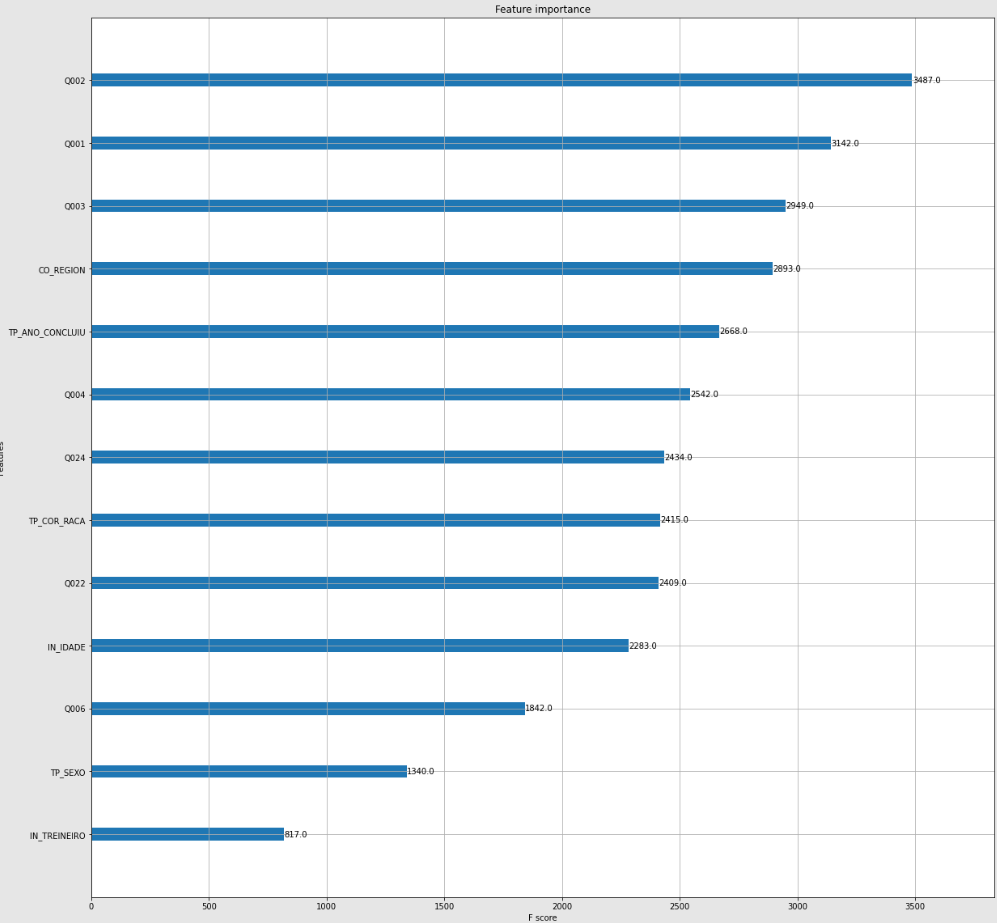 Feature importance
Q002 3487.0
Q001 3142.0
Q003 2949.0
CO_REGION 2893.0
TP_ANO_CONCLUIU 2668.0
Q004 2542.0
Q024 2434.0
TP_COR_RACA 2415.0
Q022 2409.0
IN_IDADE 2283.0
Q006 1842.0
TP_SEXO 1340.0
IN_TREINEIRO 817.0
0 500 1000 1500 2000 2500 3000 3500
F score